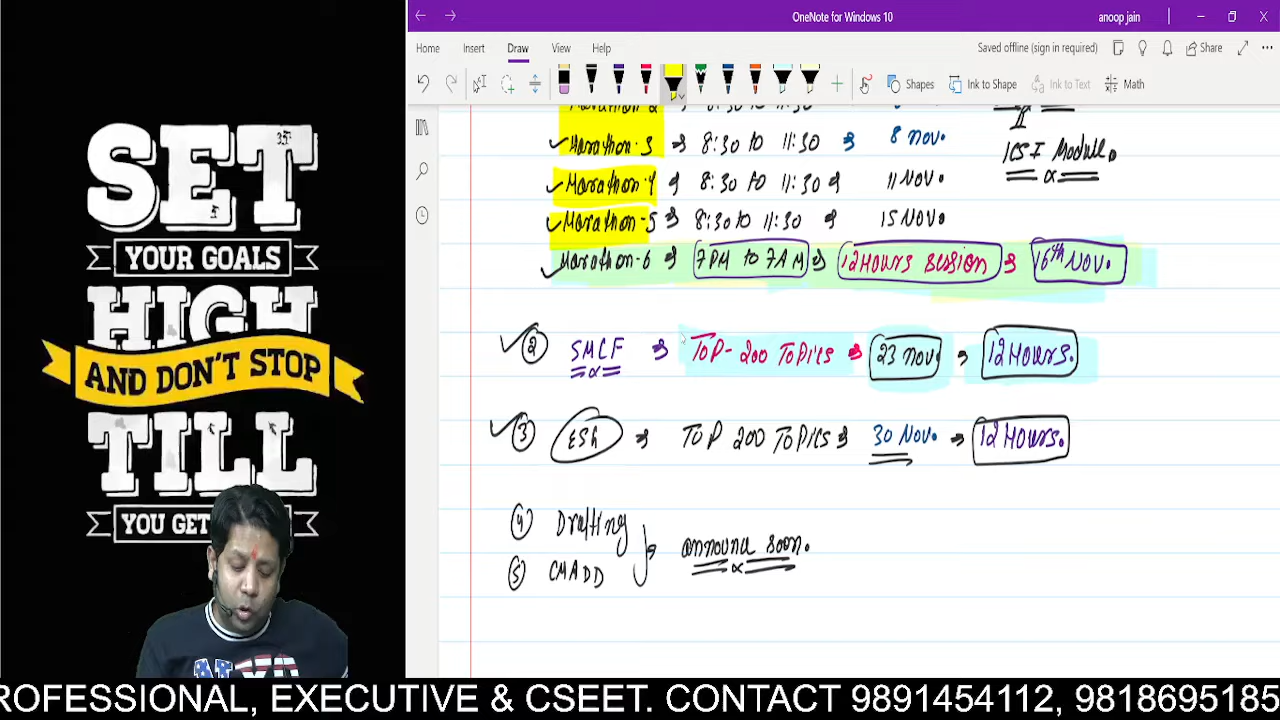 OneNote for Windows 10
anoop jain
Home Insert Draw View Help
Saved offline (sign in required)
Share
Shapes
Ink to Shape
Ink to Text
Math
SET
YOUR GOALS
HIGH
AND DON'T STOP
TILL
YOU GET
Marathon-3 8:30 to 11:30 8 Nov.
ICSI Module.
Marathon-4 8:30 to 11:30 11 Nov.
Marathon-5 8:30 to 11:30 15 Nov.
Marathon-6 7PM to 7AM 12 Hours Session 16th Nov.
② SMCF TOP-200 TOPICS 23 Nov. 12 Hours.
③ ESG TOP 200 TOPICS 30 Nov. 12 Hours.
④ Drafting
announce soon.
⑤ CMADD
ROFESSIONAL, EXECUTIVE & CSEET. CONTACT 9891454112, 9818695185